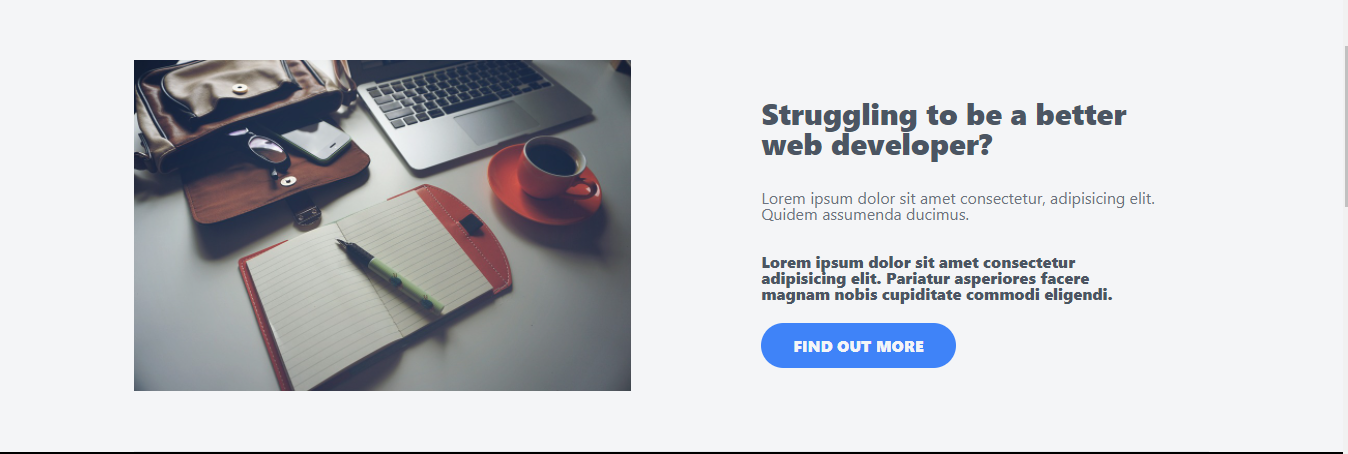 Struggling to be a better
web developer?
Lorem ipsum dolor sit amet consectetur, adipisicing elit.
Quidem assumenda ducimus.
Lorem ipsum dolor sit amet consectetur
adipisicing elit. Pariatur asperiores facere
magnam nobis cupiditate commodi eligendi.
FIND OUT MORE